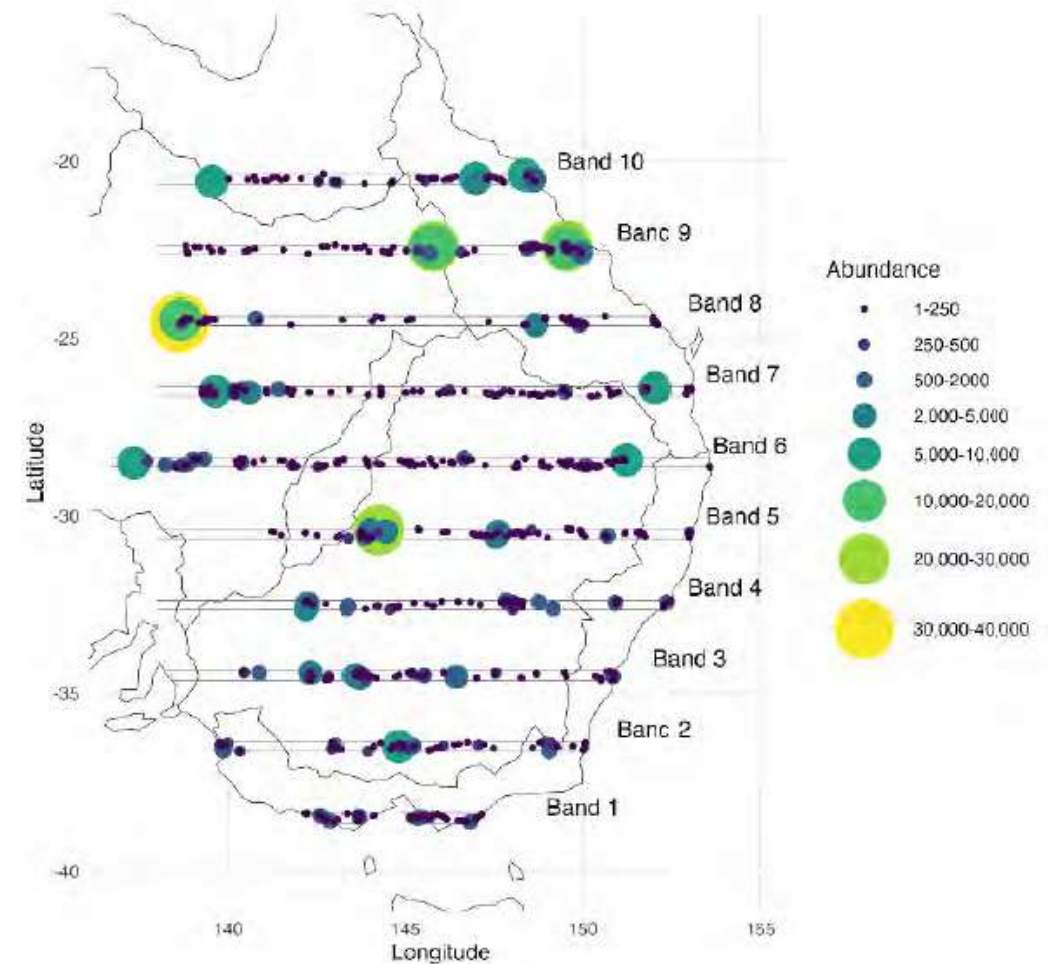 -20
-25
-30
-35
-40
Latitude
140
145
150
155
Longitude
Band 10
Banc 9
Band 8
Band 7
Band 6
Band 5
Band 4
Band 3
Banc 2
Band 1
Abundance
1-250
250-500
500-2000
2,000-5,000
5,000-10,000
10,000-20,000
20,000-30,000
30,000-40,000